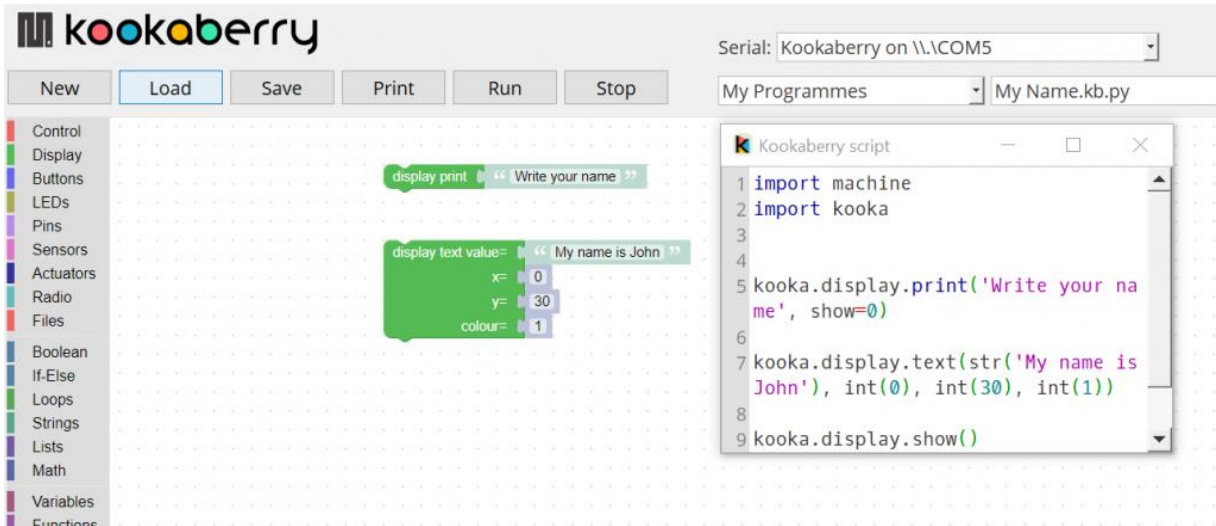 kookaberry
Serial: Kookaberry on \\.\COM5
New Load Save Print Run Stop
My Programmes My Name.kb.py
Control
Display
Buttons
LEDs
Pins
Sensors
Actuators
Radio
Files
Boolean
If-Else
Loops
Strings
Lists
Math
Variables
Functions
display print “ Write your name ”
display text value= “ My name is John ”
x= 0
y= 30
colour= 1
Kookaberry script
1 import machine
2 import kooka
3
4
5 kooka.display.print('Write your na
me', show=0)
6
7 kooka.display.text(str('My name is
John'), int(0), int(30), int(1))
8
9 kooka.display.show()